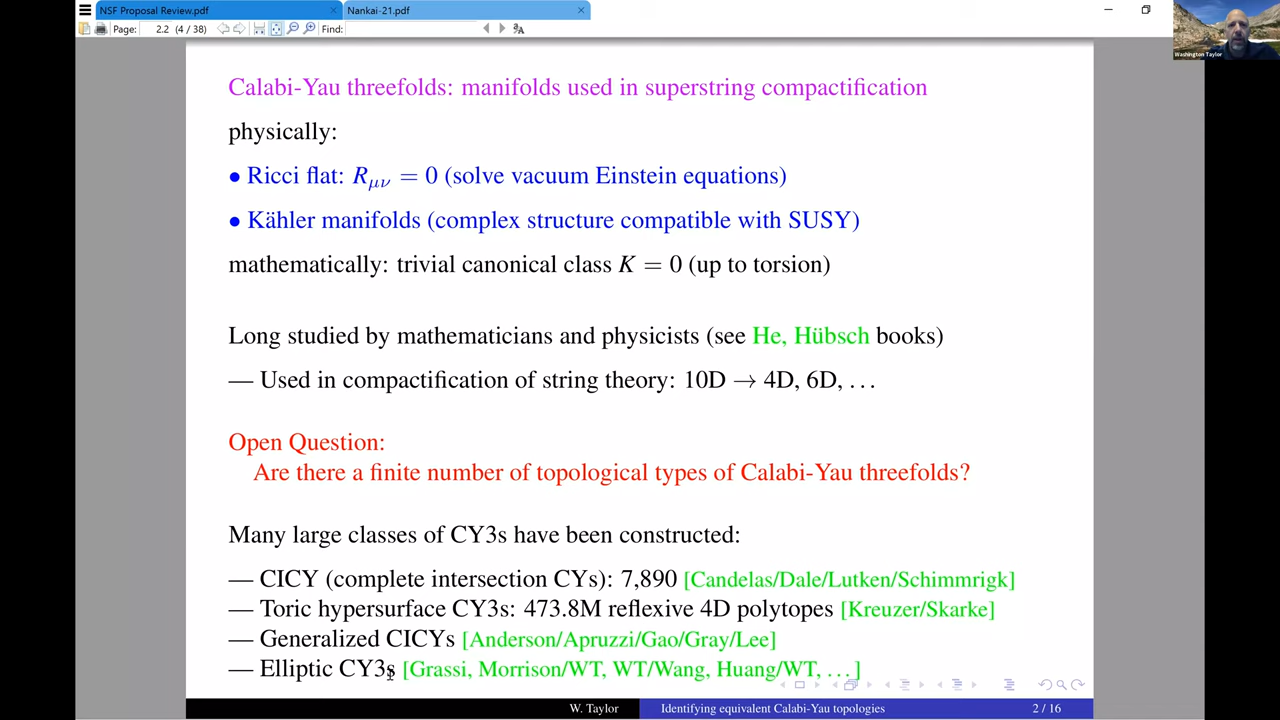 NSF Proposal Review.pdf × Nankai-21.pdf ×
Page: 2.2 (4 / 38) Find:
Washington Taylor
Calabi-Yau threefolds: manifolds used in superstring compactification
physically:
• Ricci flat: Rμν = 0 (solve vacuum Einstein equations)
• Kähler manifolds (complex structure compatible with SUSY)
mathematically: trivial canonical class K = 0 (up to torsion)
Long studied by mathematicians and physicists (see He, Hübsch books)
— Used in compactification of string theory: 10D → 4D, 6D, . . .
Open Question:
Are there a finite number of topological types of Calabi-Yau threefolds?
Many large classes of CY3s have been constructed:
— CICY (complete intersection CYs): 7,890 [Candelas/Dale/Lutken/Schimmrigk]
— Toric hypersurface CY3s: 473.8M reflexive 4D polytopes [Kreuzer/Skarke]
— Generalized CICYs [Anderson/Apruzzi/Gao/Gray/Lee]
— Elliptic CY3s [Grassi, Morrison/WT, WT/Wang, Huang/WT, . . . ]
W. Taylor Identifying equivalent Calabi-Yau topologies 2 / 16